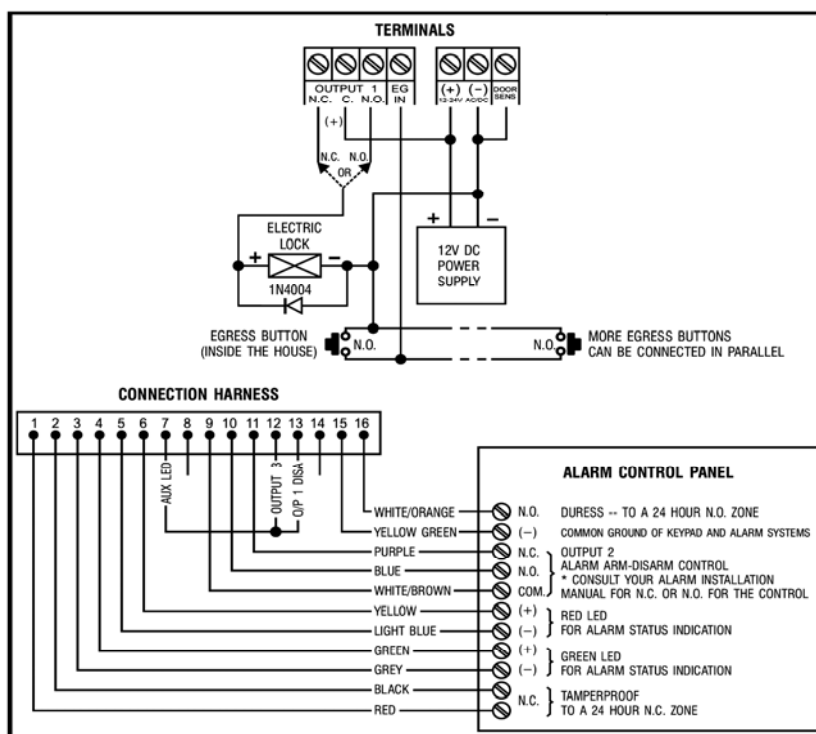 TERMINALS
OUTPUT 1
N.C. C. N.O.
EG
IN
(+)
12-24V
(-)
AC/DC
DOOR
SENS
(+)
N.C. N.O.
OR
ELECTRIC
LOCK
+ -
1N4004
+ -
12V DC
POWER
SUPPLY
EGRESS BUTTON
(INSIDE THE HOUSE)
N.O.
N.O.
MORE EGRESS BUTTONS
CAN BE CONNECTED IN PARALLEL
CONNECTION HARNESS
1 2 3 4 5 6 7 8 9 10 11 12 13 14 15 16
AUX LED
OUTPUT 3
O/P 1 DISA
ALARM CONTROL PANEL
WHITE/ORANGE N.O. DURESS -- TO A 24 HOUR N.O. ZONE
YELLOW GREEN (-) COMMON GROUND OF KEYPAD AND ALARM SYSTEMS
PURPLE N.C. OUTPUT 2
BLUE N.O. ALARM ARM-DISARM CONTROL
* CONSULT YOUR ALARM INSTALLATION
WHITE/BROWN COM. MANUAL FOR N.C. OR N.O. FOR THE CONTROL
YELLOW (+) RED LED
LIGHT BLUE (-) FOR ALARM STATUS INDICATION
GREEN (+) GREEN LED
GREY (-) FOR ALARM STATUS INDICATION
BLACK N.C. TAMPERPROOF
RED TO A 24 HOUR N.C. ZONE